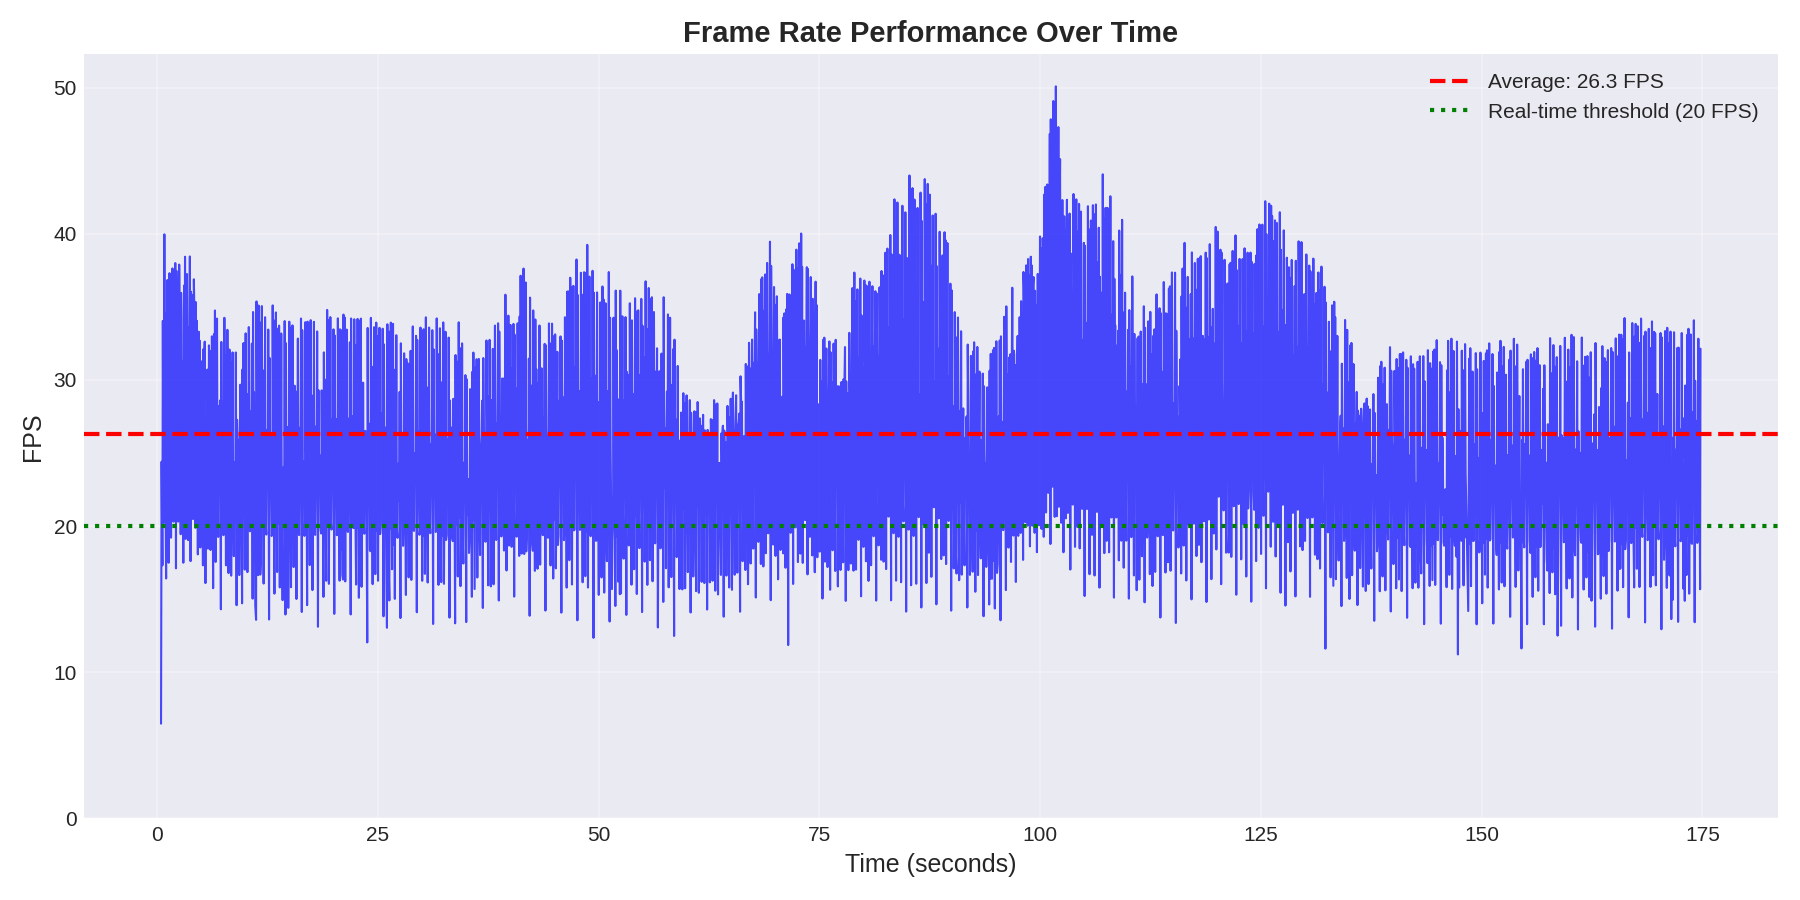 Frame Rate Performance Over Time
Average: 26.3 FPS
Real-time threshold (20 FPS)
50
40
30
20
10
0
FPS
0 25 50 75 100 125 150 175
Time (seconds)